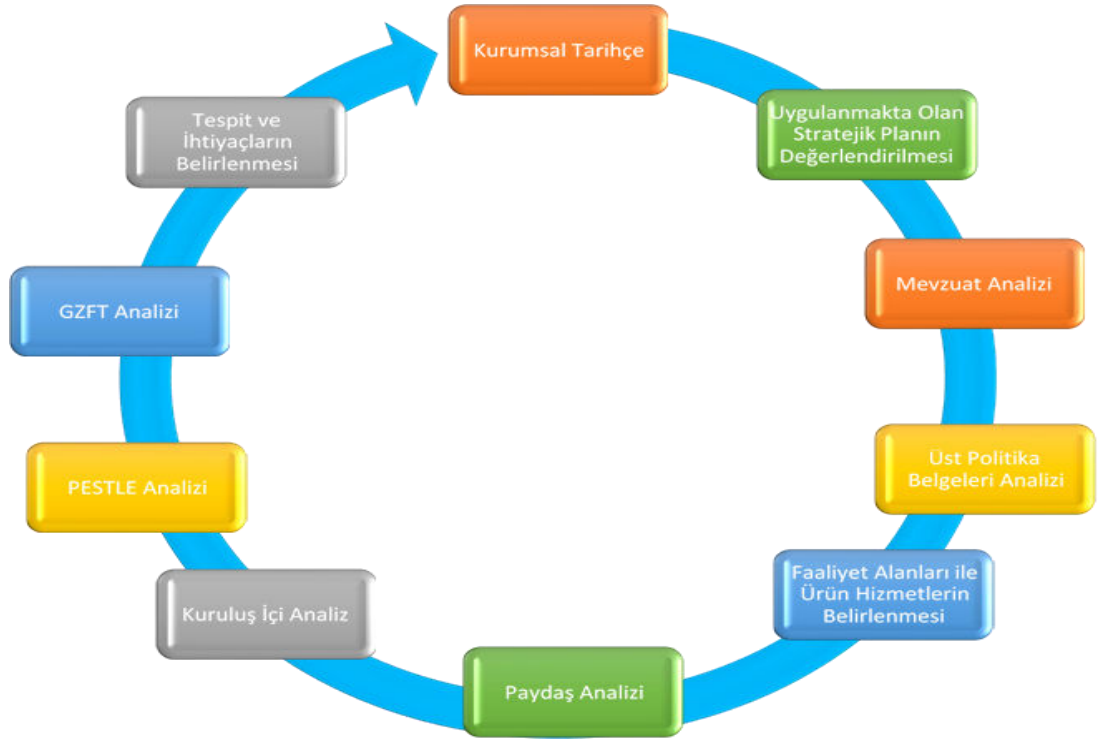 Kurumsal Tarihçe
Uygulanmakta Olan
Stratejik Planın
Değerlendirilmesi
Mevzuat Analizi
Üst Politika
Belgeleri Analizi
Faaliyet Alanları ile
Ürün Hizmetlerin
Belirlenmesi
Paydaş Analizi
Kuruluş İçi Analiz
PESTLE Analizi
GZFT Analizi
Tespit ve
İhtiyaçların
Belirlenmesi